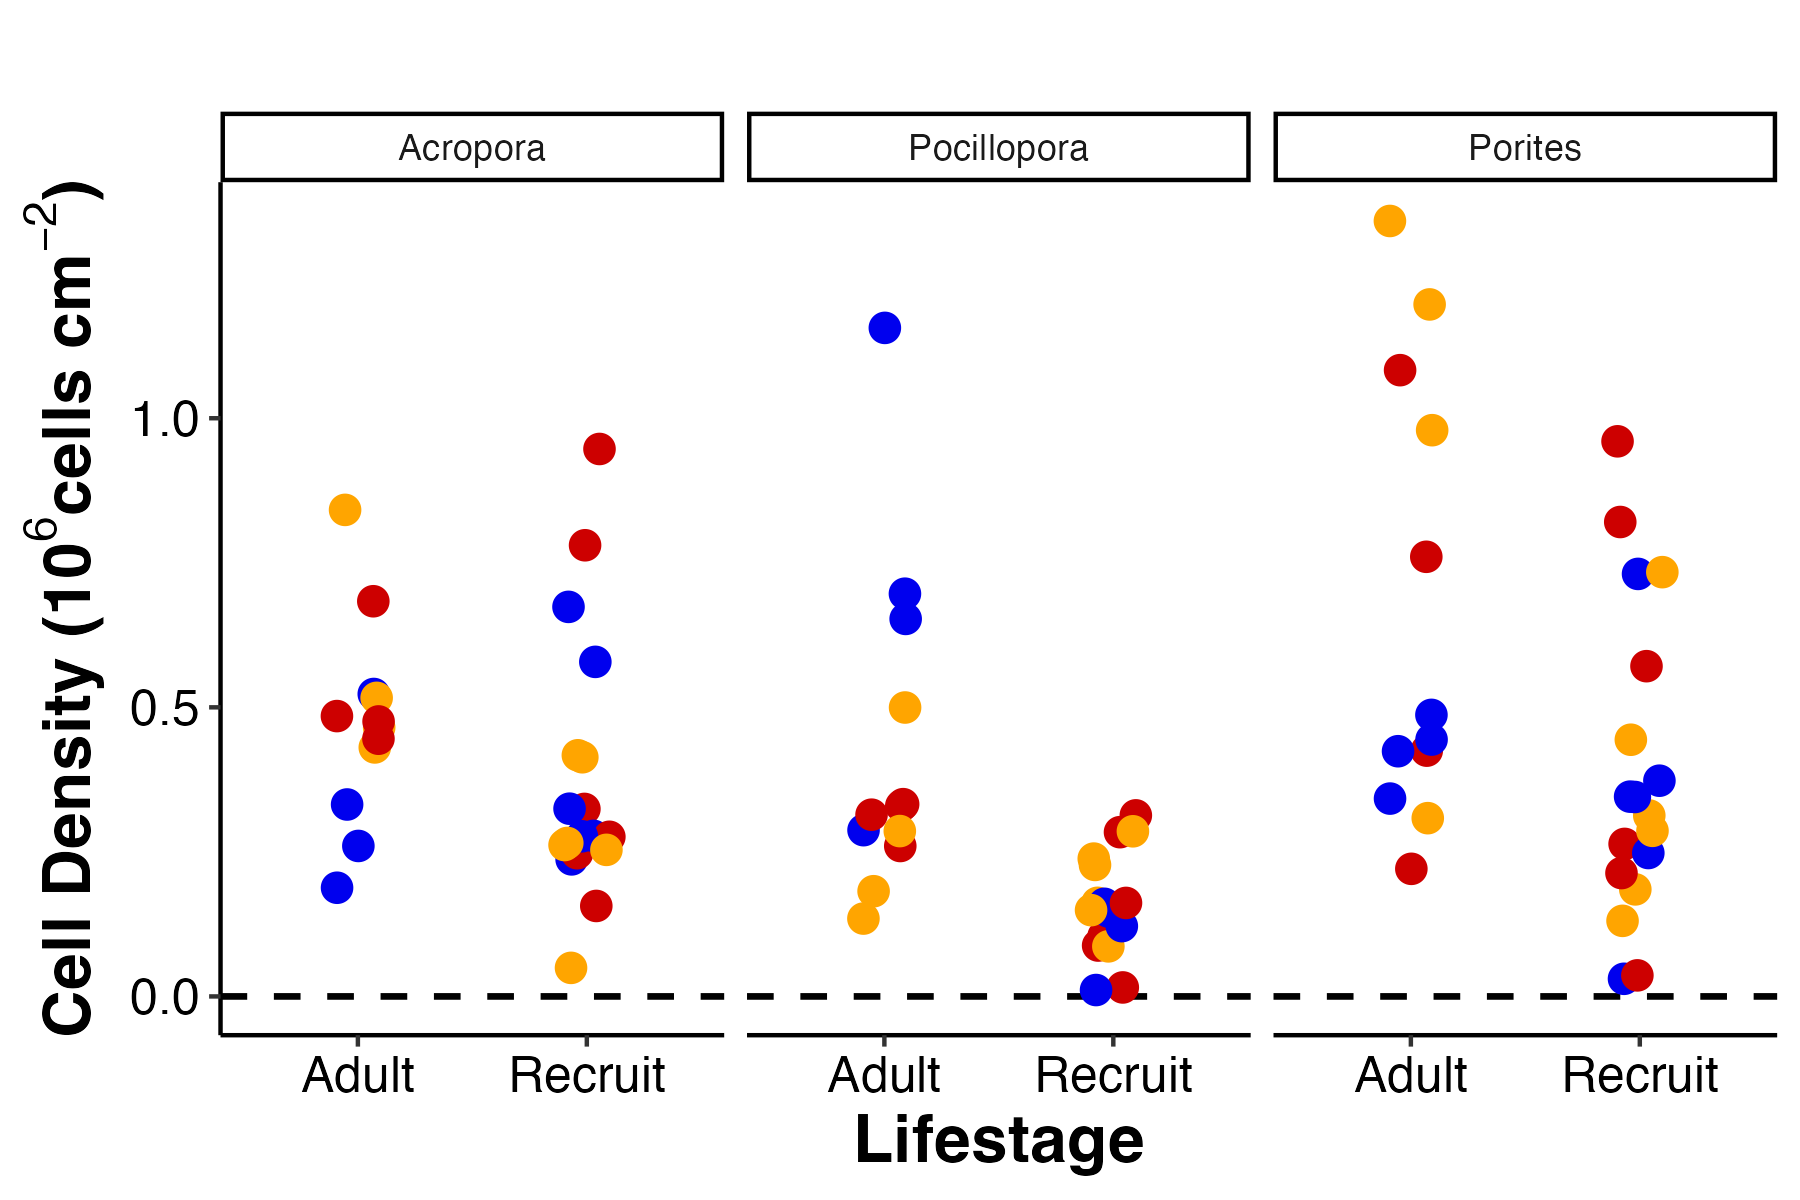 Acropora Pocillopora Porites
Cell Density (10⁶cells cm⁻²)
1.0
0.5
0.0
Adult Recruit Adult Recruit Adult Recruit
Lifestage